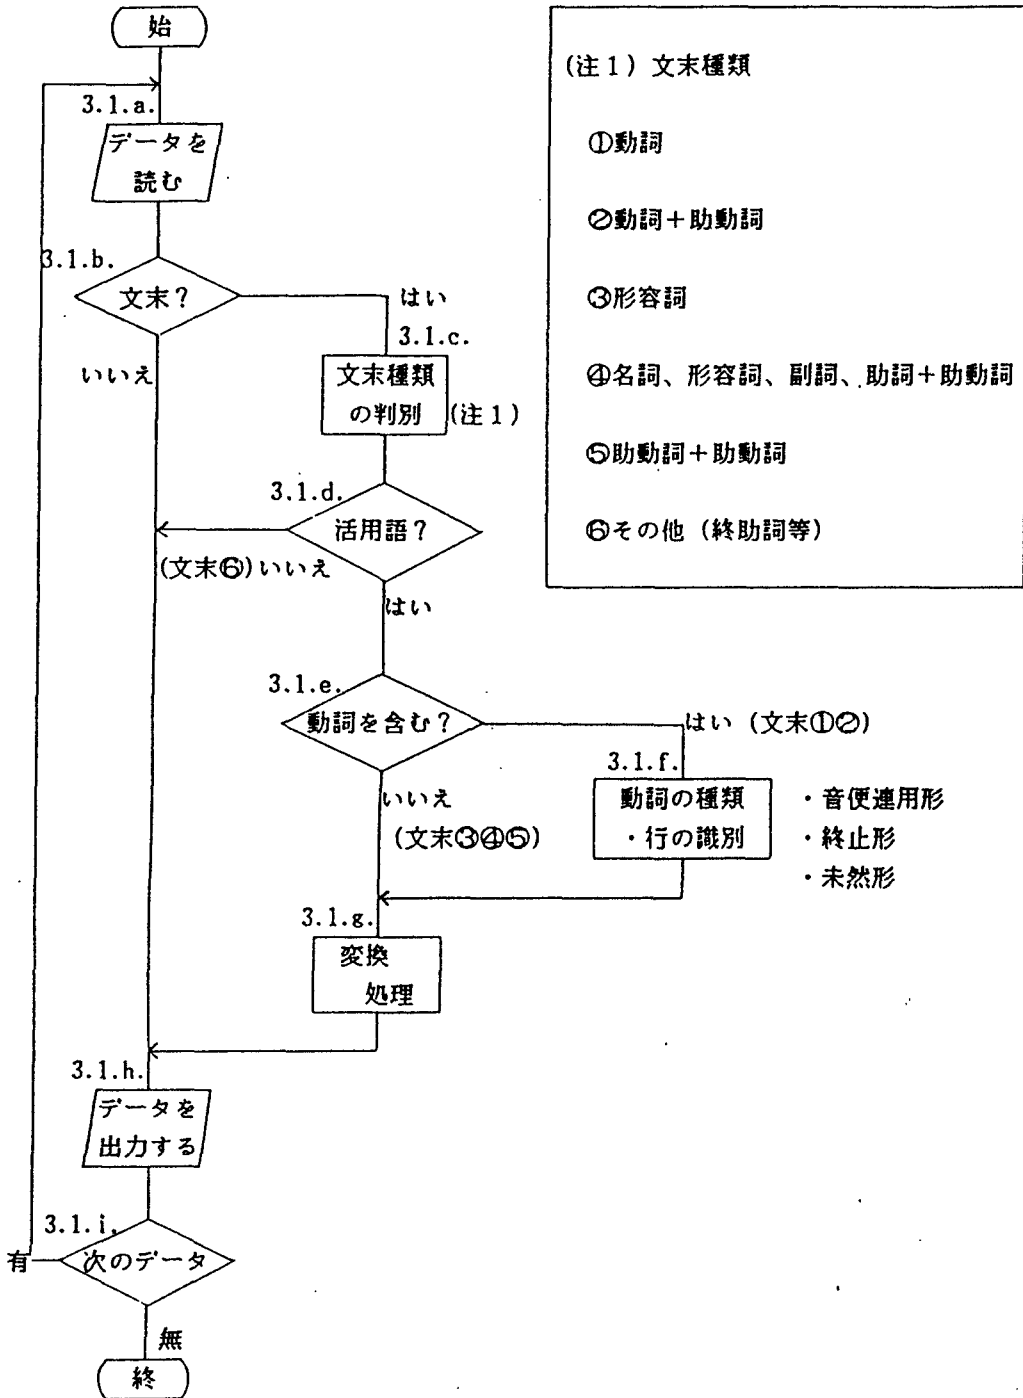 始
3.1.a.
データを
読む
3.1.b.
文末?
はい
いいえ
3.1.c.
文末種類
の判別
(注1)
3.1.d.
活用語?
(文末⑥)いいえ
はい
3.1.e.
動詞を含む?
はい (文末①②)
いいえ
(文末③④⑤)
3.1.f.
動詞の種類
・行の識別
・音便連用形
・終止形
・未然形
3.1.g.
変換
処理
3.1.h.
データを
出力する
3.1.i.
次のデータ
有
無
終
(注1) 文末種類
①動詞
②動詞+助動詞
③形容詞
④名詞、形容詞、副詞、助詞+助動詞
⑤助動詞+助動詞
⑥その他 (終助詞等)